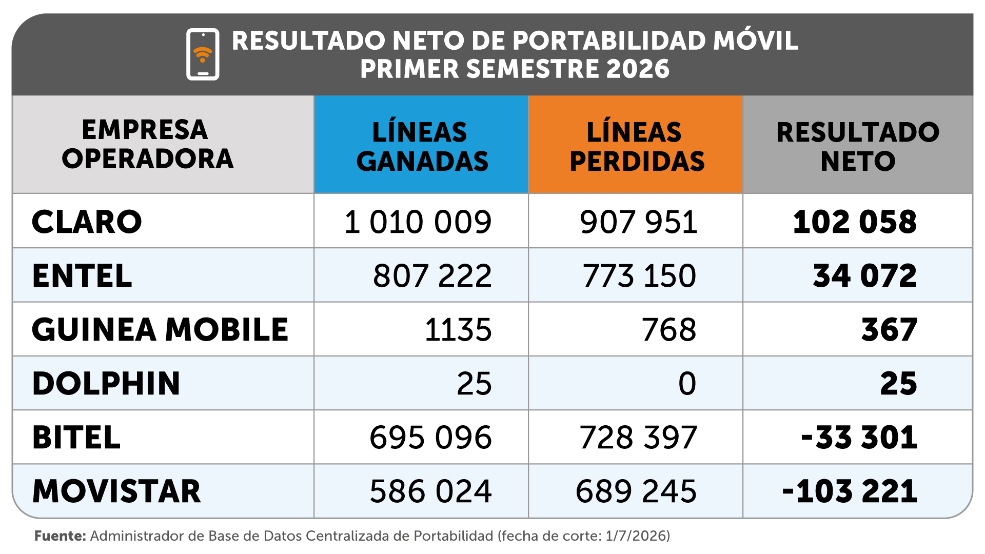 RESULTADO NETO DE PORTABILIDAD MÓVIL
PRIMER SEMESTRE 2026
EMPRESA OPERADORA LÍNEAS GANADAS LÍNEAS PERDIDAS RESULTADO NETO
CLARO 1 010 009 907 951 102 058
ENTEL 807 222 773 150 34 072
GUINEA MOBILE 1135 768 367
DOLPHIN 25 0 25
BITEL 695 096 728 397 -33 301
MOVISTAR 586 024 689 245 -103 221
Fuente: Administrador de Base de Datos Centralizada de Portabilidad (fecha de corte: 1/7/2026)